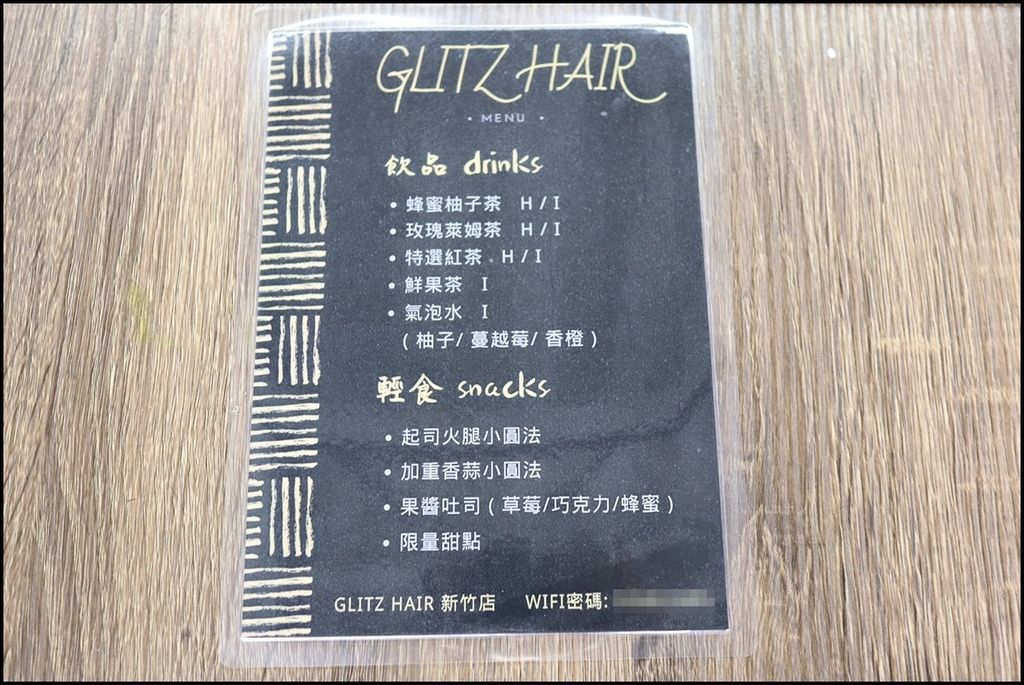 GLITZ HAIR
• MENU •
飲品 drinks
• 蜂蜜柚子茶 H / I
• 玫瑰萊姆茶 H / I
• 特選紅茶 H / I
• 鮮果茶 I
• 氣泡水 I
( 柚子/ 蔓越莓/ 香橙 )
輕食 snacks
• 起司火腿小圓法
• 加重香蒜小圓法
• 果醬吐司 ( 草莓/巧克力/蜂蜜 )
• 限量甜點
GLITZ HAIR 新竹店 WIFI密碼: